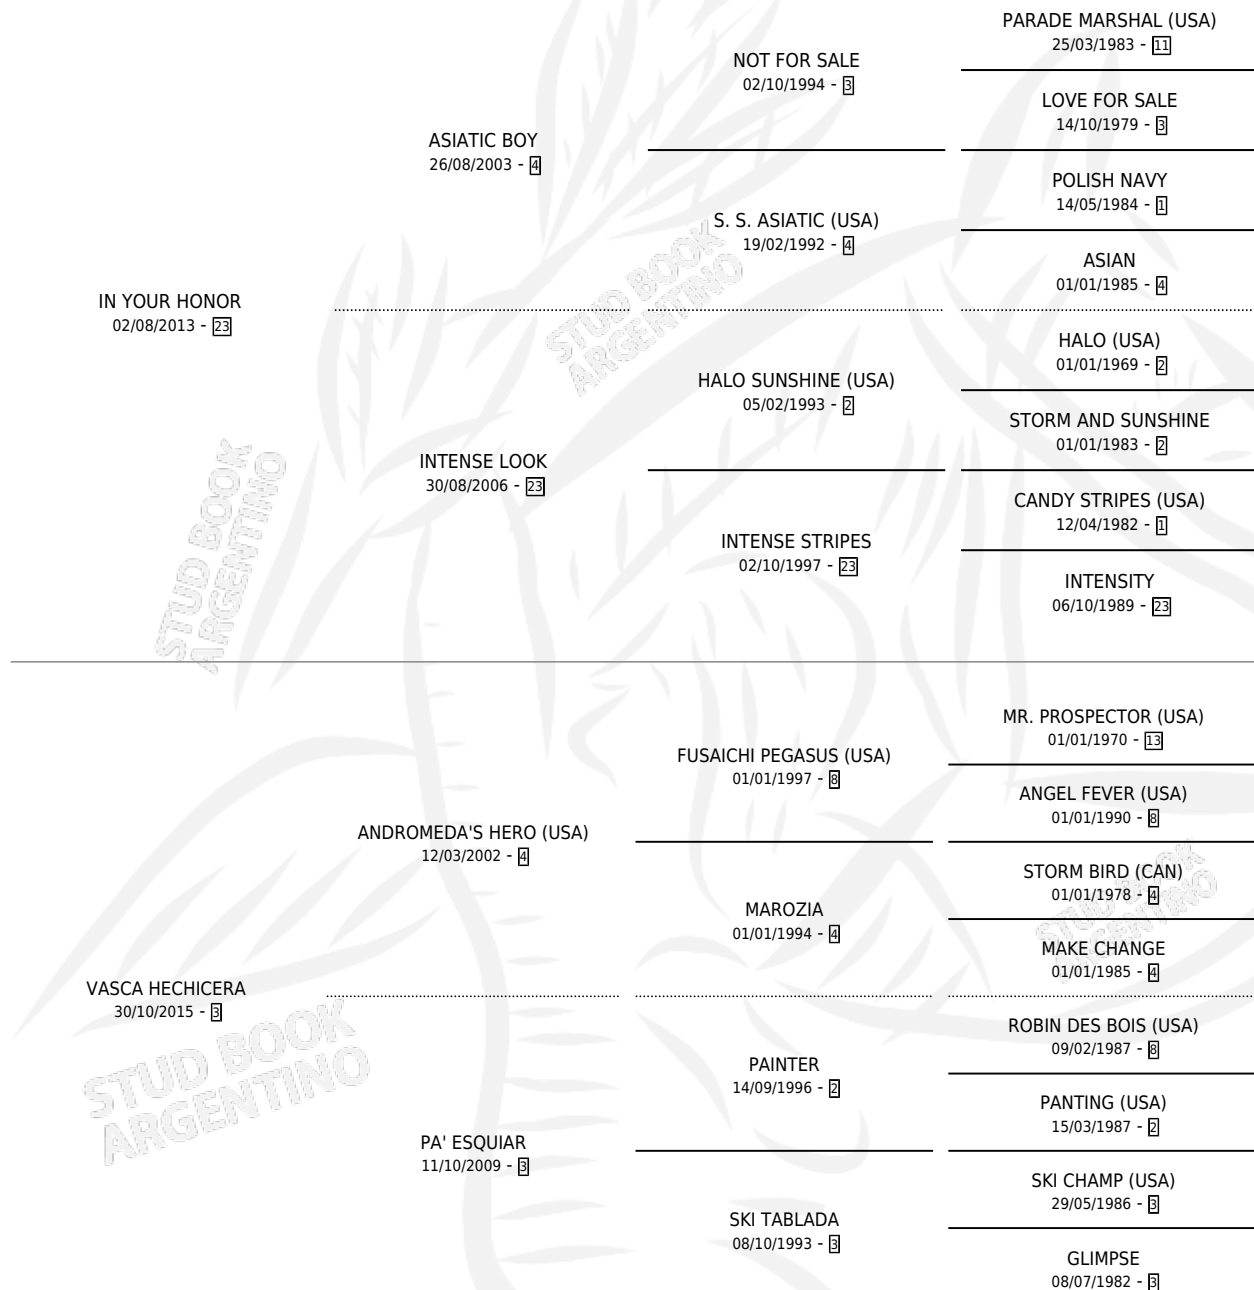 PARADE MARSHAL (USA)
25/03/1983 - 11
NOT FOR SALE
02/10/1994 - 3
LOVE FOR SALE
14/10/1979 - 3
ASIATIC BOY
26/08/2003 - 4
POLISH NAVY
14/05/1984 - 1
S. S. ASIATIC (USA)
19/02/1992 - 4
ASIAN
01/01/1985 - 4
IN YOUR HONOR
02/08/2013 - 23
STUD BOOK
ARGENTINO
HALO (USA)
01/01/1969 - 2
HALO SUNSHINE (USA)
05/02/1993 - 2
STORM AND SUNSHINE
01/01/1983 - 2
INTENSE LOOK
30/08/2006 - 23
CANDY STRIPES (USA)
12/04/1982 - 1
INTENSE STRIPES
02/10/1997 - 23
INTENSITY
06/10/1989 - 23
STUD BOOK
ARGENTINO
MR. PROSPECTOR (USA)
01/01/1970 - 13
FUSAICHI PEGASUS (USA)
01/01/1997 - 8
ANGEL FEVER (USA)
01/01/1990 - 8
ANDROMEDA'S HERO (USA)
12/03/2002 - 4
STORM BIRD (CAN)
01/01/1978 - 4
MAROZIA
01/01/1994 - 4
MAKE CHANGE
01/01/1985 - 4
STUD BOOK
ARGENTINO
VASCA HECHICERA
30/10/2015 - 3
STUD BOOK
ARGENTINO
ROBIN DES BOIS (USA)
09/02/1987 - 8
PAINTER
14/09/1996 - 2
PANTING (USA)
15/03/1987 - 2
PA' ESQUIAR
11/10/2009 - 3
SKI CHAMP (USA)
29/05/1986 - 3
SKI TABLADA
08/10/1993 - 3
GLIMPSE
08/07/1982 - 3